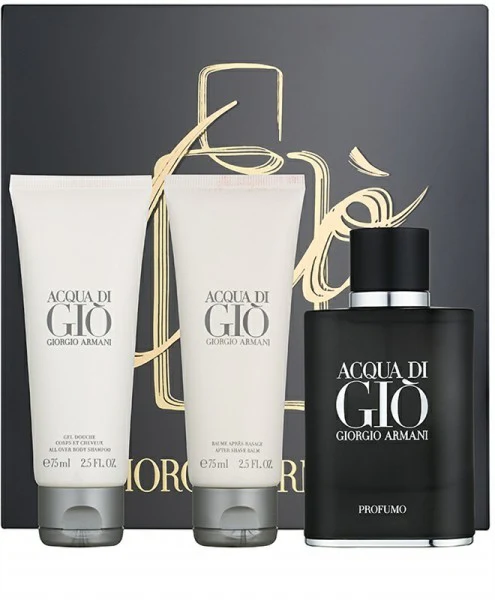 ACQUA DI
GIÒ
GIORGIO ARMANI
GEL DOUCHE
CORPS ET CHEVEUX
ALL OVER BODY SHAMPOO
℮75ml 2.5 FL.OZ.
ACQUA DI
GIÒ
GIORGIO ARMANI
BAUME APRÈS-RASAGE
AFTER SHAVE BALM
℮75ml 2.5 FL.OZ.
ACQUA DI
GIÒ
GIORGIO ARMANI
PROFUMO